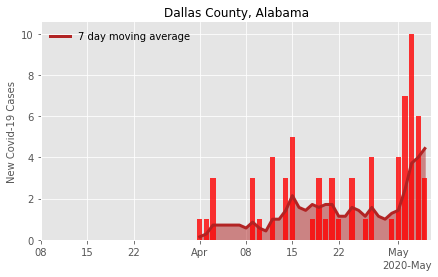 Dallas County, Alabama
7 day moving average
New Covid-19 Cases
10
8
6
4
2
0
08 15 22 Apr 08 15 22 May
2020-May